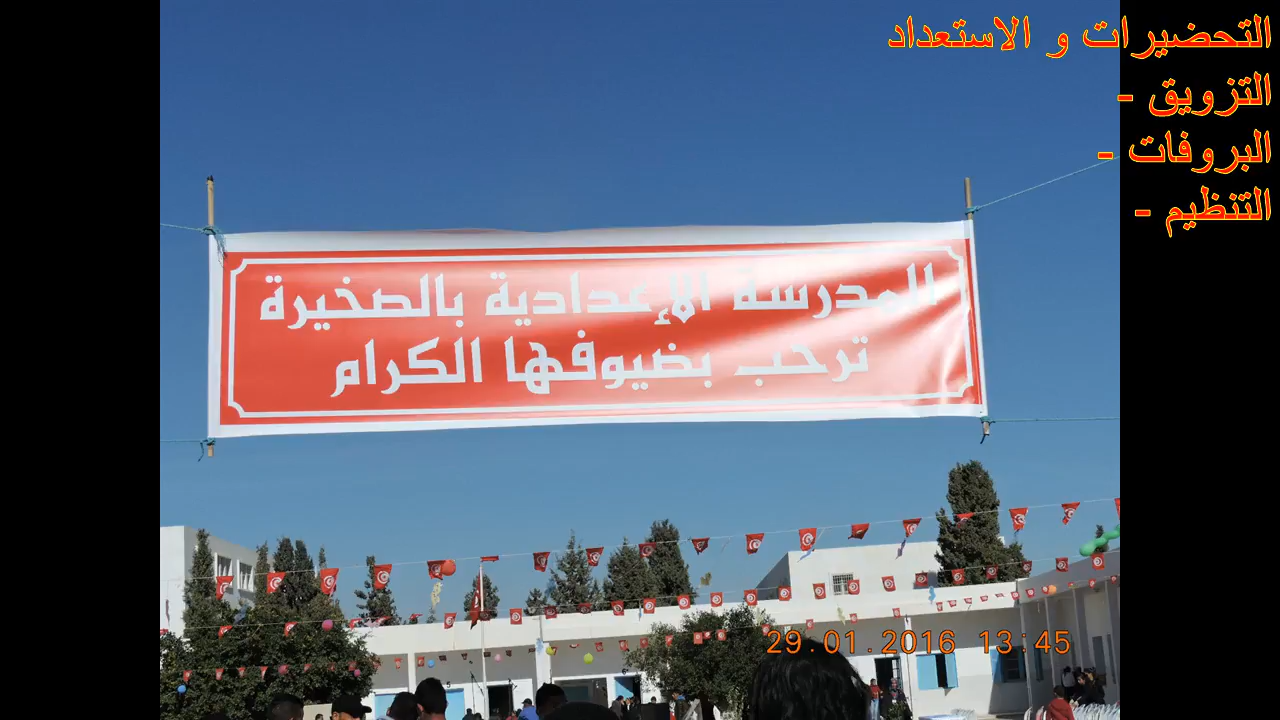 التحضيرات و الاستعداد
التزويق -
البروفات -
التنظيم -
المدرسة الإعدادية بالصخيرة
ترحب بضيوفها الكرام
29.01.2016 13:45